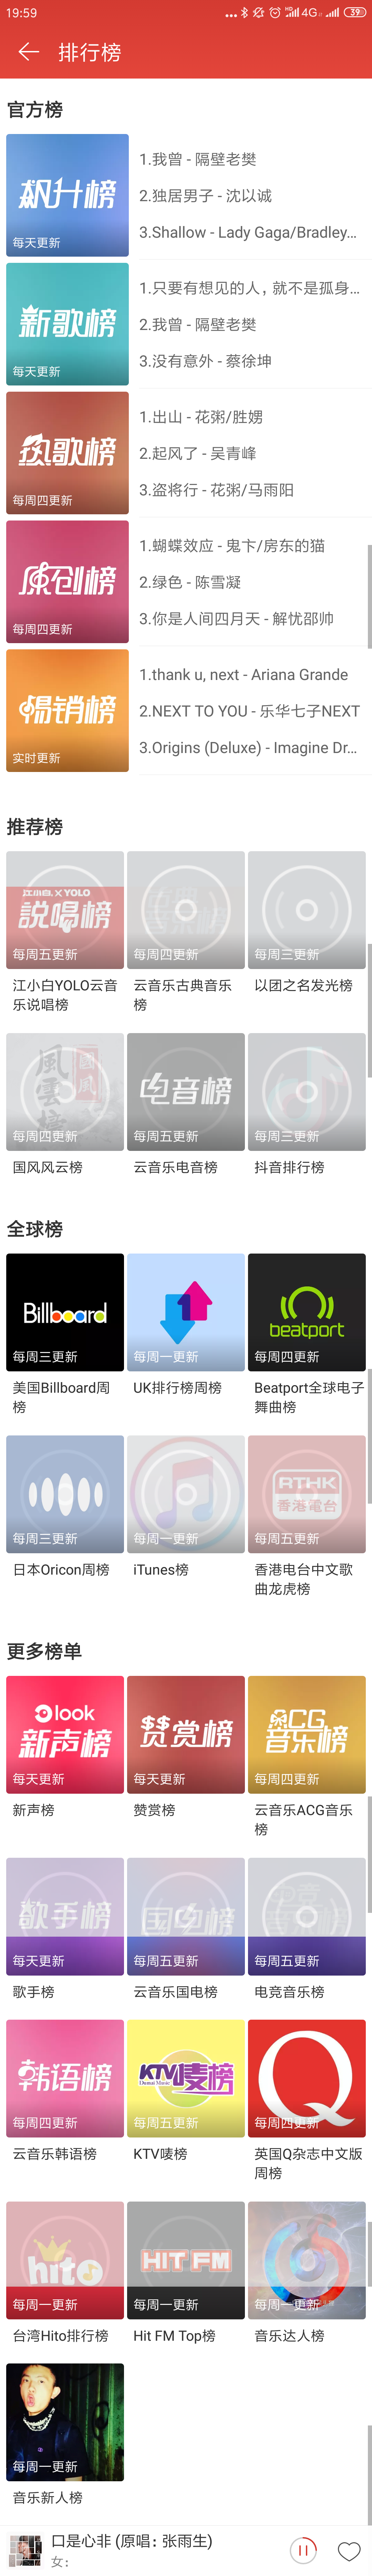 19:59
HD 4G 39
排行榜
官方榜
飙升榜
每天更新
1.我曾 - 隔壁老樊
2.独居男子 - 沈以诚
3.Shallow - Lady Gaga/Bradley...
新歌榜
每天更新
1.只要有想见的人，就不是孤身...
2.我曾 - 隔壁老樊
3.没有意外 - 蔡徐坤
热歌榜
每周四更新
1.出山 - 花粥/胜娚
2.起风了 - 吴青峰
3.盗将行 - 花粥/马雨阳
原创榜
每周四更新
1.蝴蝶效应 - 鬼卞/房东的猫
2.绿色 - 陈雪凝
3.你是人间四月天 - 解忧邵帅
畅销榜
实时更新
1.thank u, next - Ariana Grande
2.NEXT TO YOU - 乐华七子NEXT
3.Origins (Deluxe) - Imagine Dr...
推荐榜
江小白 X YOLO
説唱榜
每周五更新
每周四更新
每周三更新
江小白YOLO云音
乐说唱榜
云音乐古典音乐
榜
以团之名发光榜
國風
風雲榜
每周四更新
电音榜
每周五更新
每周三更新
国风风云榜
云音乐电音榜
抖音排行榜
全球榜
Billboard
每周三更新
每周一更新
beatport
每周四更新
美国Billboard周
榜
UK排行榜周榜
Beatport全球电子
舞曲榜
每周三更新
每周一更新
RTHK
香港電台
每周五更新
日本Oricon周榜
iTunes榜
香港电台中文歌
曲龙虎榜
更多榜单
look
新声榜
每天更新
赞赏榜
每天更新
ACG
音乐榜
每周四更新
新声榜
赞赏榜
云音乐ACG音乐
榜
歌手榜
每天更新
国电榜
每周五更新
电竞
音乐榜
每周五更新
歌手榜
云音乐国电榜
电竞音乐榜
韩语榜
每周四更新
KTV唛榜
Domai Music
每周五更新
Q
每周四更新
云音乐韩语榜
KTV唛榜
英国Q杂志中文版
周榜
hito
每周一更新
HIT FM
每周一更新
每周一更新
台湾Hito排行榜
Hit FM Top榜
音乐达人榜
每周一更新
音乐新人榜
口是心非 (原唱：张雨生)
女：